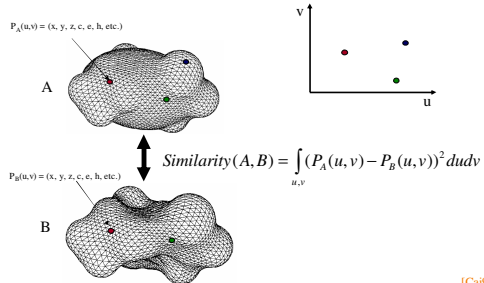 P_A(u,v) = (x, y, z, c, e, h, etc.)
A
v
u
Similarity(A, B) = ∫_{u,v} (P_A(u,v) − P_B(u,v))² dudv
P_B(u,v) = (x, y, z, c, e, h, etc.)
B